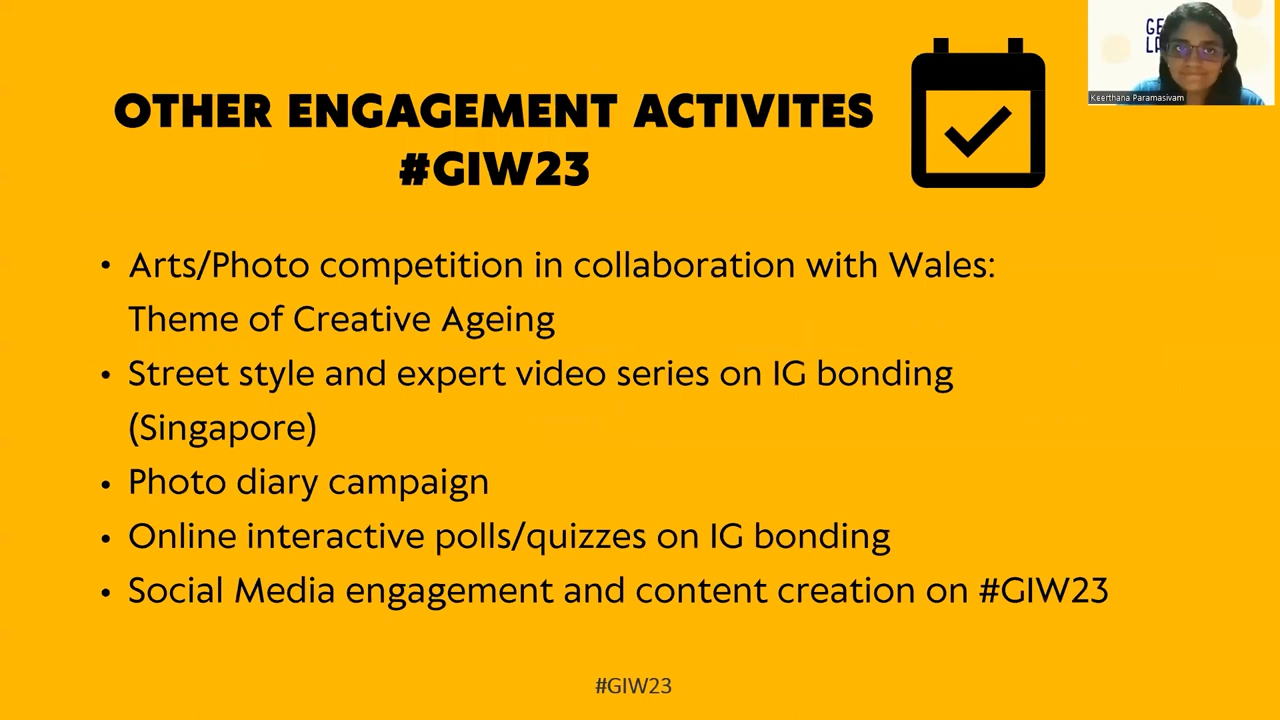 OTHER ENGAGEMENT ACTIVITES
#GIW23
Keerthana Paramasivam
• Arts/Photo competition in collaboration with Wales:
Theme of Creative Ageing
• Street style and expert video series on IG bonding
(Singapore)
• Photo diary campaign
• Online interactive polls/quizzes on IG bonding
• Social Media engagement and content creation on #GIW23
#GIW23